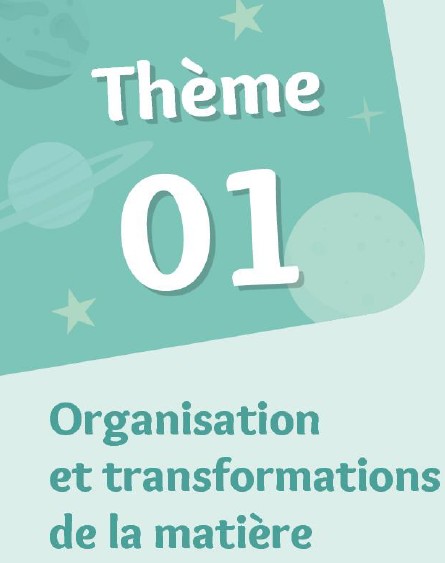 Thème
01
Organisation
et transformations
de la matière